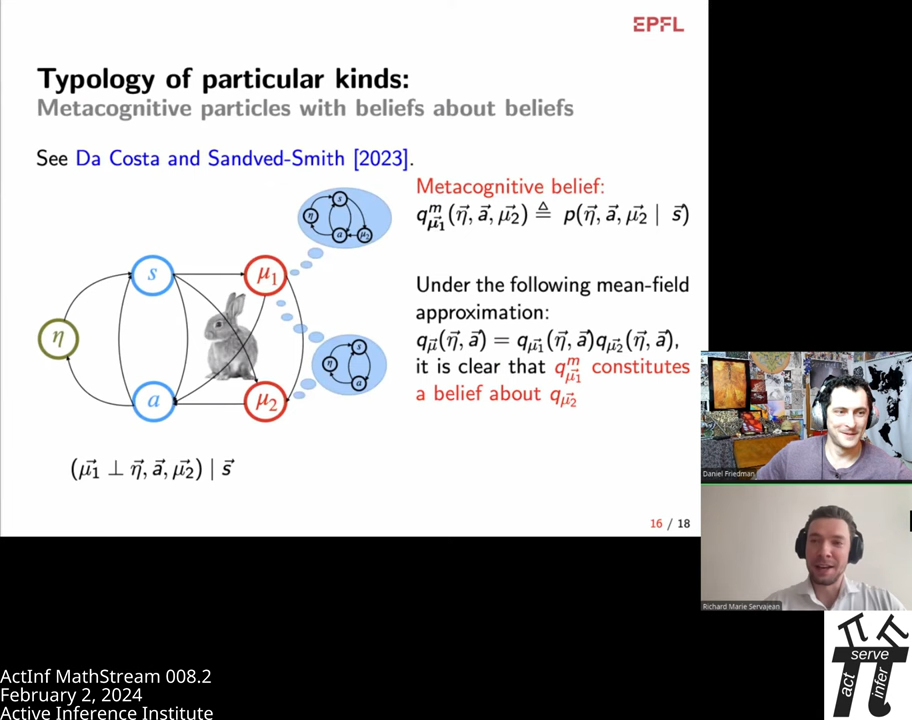 EPFL
Typology of particular kinds:
Metacognitive particles with beliefs about beliefs
See Da Costa and Sandved-Smith [2023].
Metacognitive belief:
q^m_{μ⃗₁}(η⃗, a⃗, μ⃗₂) ≜ p(η⃗, a⃗, μ⃗₂ | s⃗)
s
η
a
μ₂
s
μ₁
Under the following mean-field
approximation:
q_{μ⃗}(η⃗, a⃗) = q_{μ⃗₁}(η⃗, a⃗)q_{μ⃗₂}(η⃗, a⃗),
it is clear that q^m_{μ⃗₁} constitutes
a belief about q_{μ⃗₂}
η
s
η
a
a
μ₂
(μ⃗₁ ⊥ η⃗, a⃗, μ⃗₂) | s⃗
16 / 18
Daniel Friedman
Richard Marie Servajean
π π
serve
π
act
infer
ActInf MathStream 008.2
February 2, 2024
Active Inference Institute